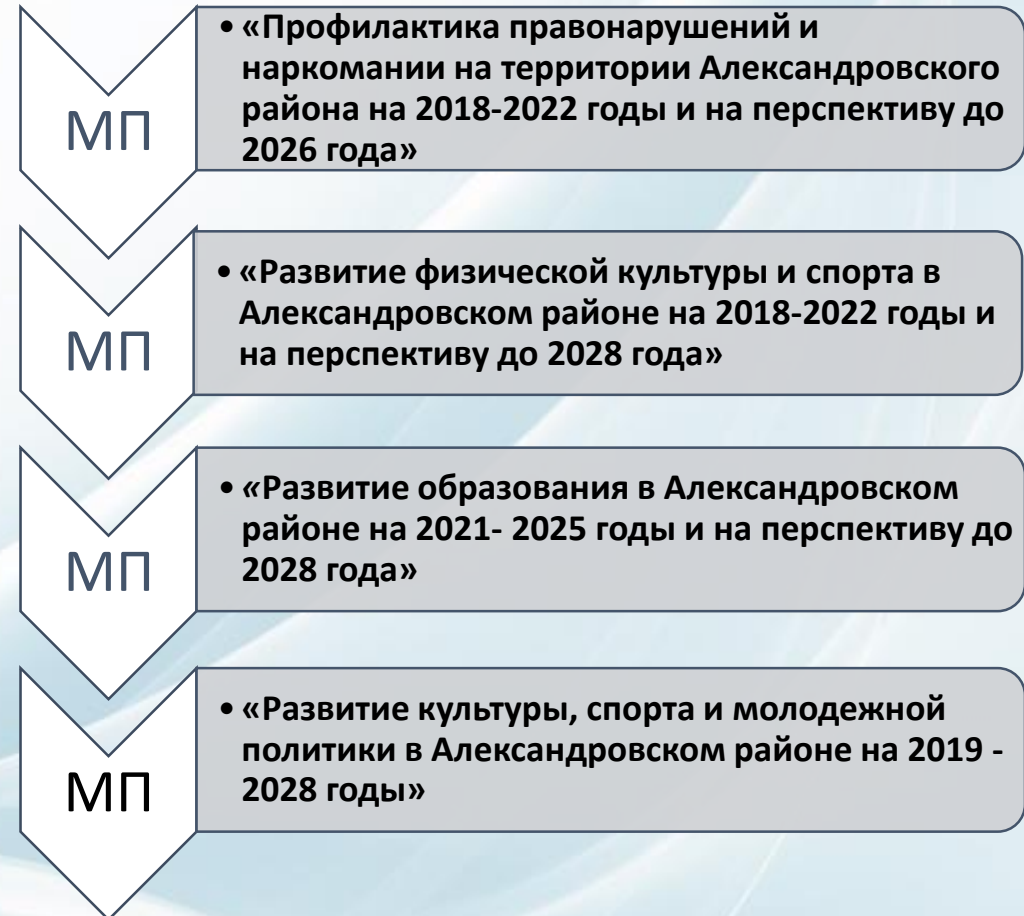 МП
• «Профилактика правонарушений и
наркомании на территории Александровского
района на 2018-2022 годы и на перспективу до
2026 года»
МП
• «Развитие физической культуры и спорта в
Александровском районе на 2018-2022 годы и
на перспективу до 2028 года»
МП
• «Развитие образования в Александровском
районе на 2021- 2025 годы и на перспективу до
2028 года»
МП
• «Развитие культуры, спорта и молодежной
политики в Александровском районе на 2019 -
2028 годы»